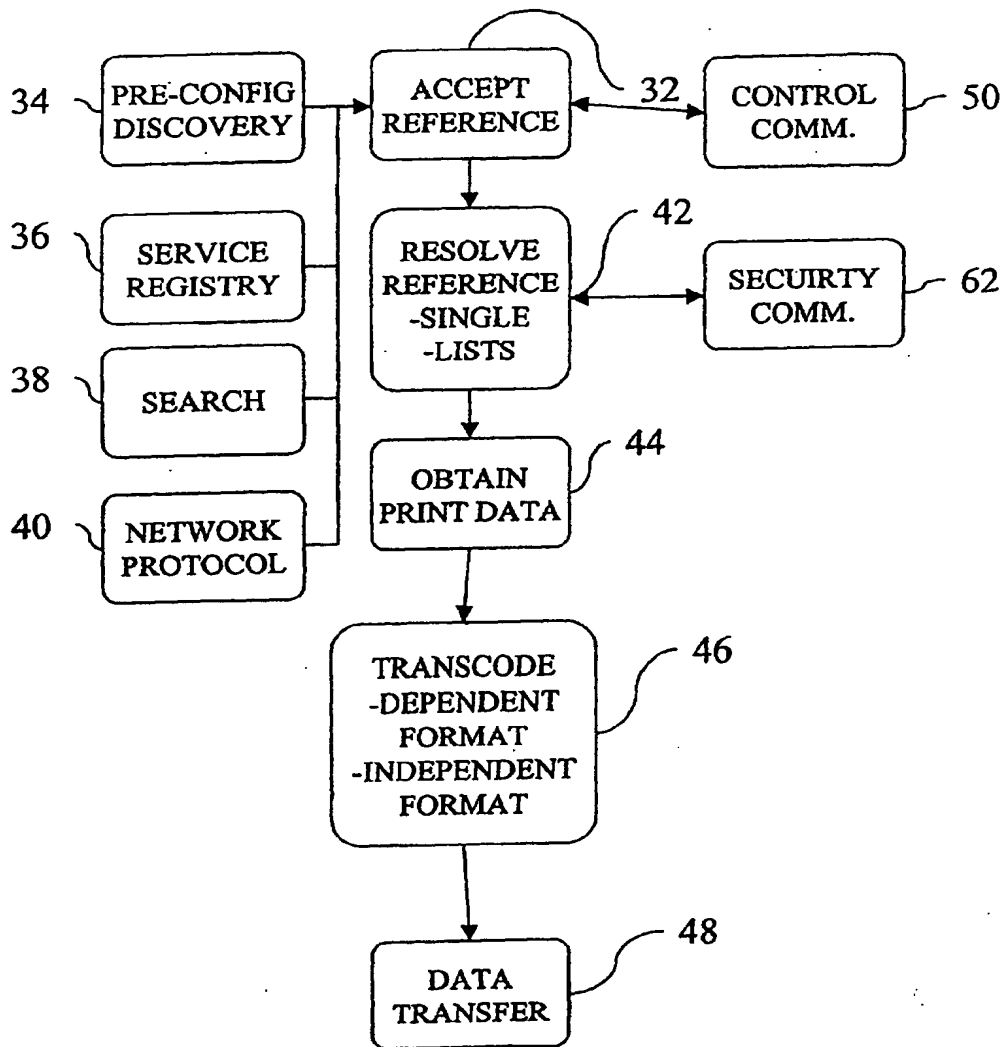 34
PRE-CONFIG
DISCOVERY
ACCEPT
REFERENCE
32
CONTROL
COMM.
50
36
SERVICE
REGISTRY
RESOLVE
REFERENCE
-SINGLE
-LISTS
42
SECUIRTY
COMM.
62
38
SEARCH
OBTAIN
PRINT DATA
44
40
NETWORK
PROTOCOL
TRANSCODE
-DEPENDENT
FORMAT
-INDEPENDENT
FORMAT
46
DATA
TRANSFER
48